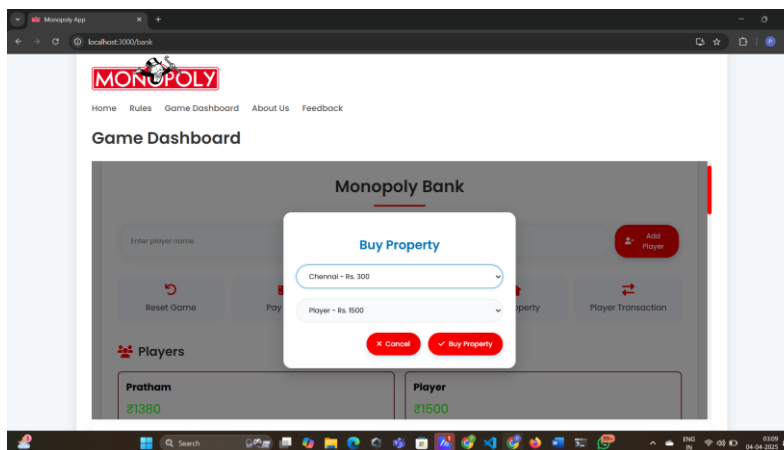 Monopoly App
localhost:3000/bank
MONOPOLY
Home Rules Game Dashboard About Us Feedback
Game Dashboard
Monopoly Bank
Enter player name
Add
Player
Buy Property
Chennai - Rs. 300
Player - Rs. 1500
× Cancel ✓ Buy Property
Reset Game
Pay
Player Transaction
Players
Pratham
₹1380
Player
₹1500
Search
ENG
IN
03:09
04-04-2025